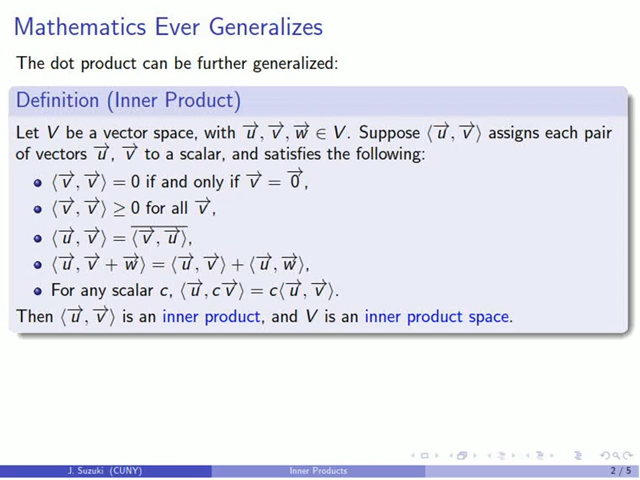 Mathematics Ever Generalizes
The dot product can be further generalized:
Definition (Inner Product)
Let V be a vector space, with u⃗, v⃗, w⃗ ∈ V. Suppose ⟨u⃗, v⃗⟩ assigns each pair
of vectors u⃗, v⃗ to a scalar, and satisfies the following:
• ⟨v⃗, v⃗⟩ = 0 if and only if v⃗ = 0⃗,
• ⟨v⃗, v⃗⟩ ≥ 0 for all v⃗,
• ⟨u⃗, v⃗⟩ = \overline{⟨v⃗, u⃗⟩},
• ⟨u⃗, v⃗ + w⃗⟩ = ⟨u⃗, v⃗⟩ + ⟨u⃗, w⃗⟩,
• For any scalar c, ⟨u⃗, cv⃗⟩ = c⟨u⃗, v⃗⟩.
Then ⟨u⃗, v⃗⟩ is an inner product, and V is an inner product space.
J. Suzuki (CUNY) Inner Products 2 / 5